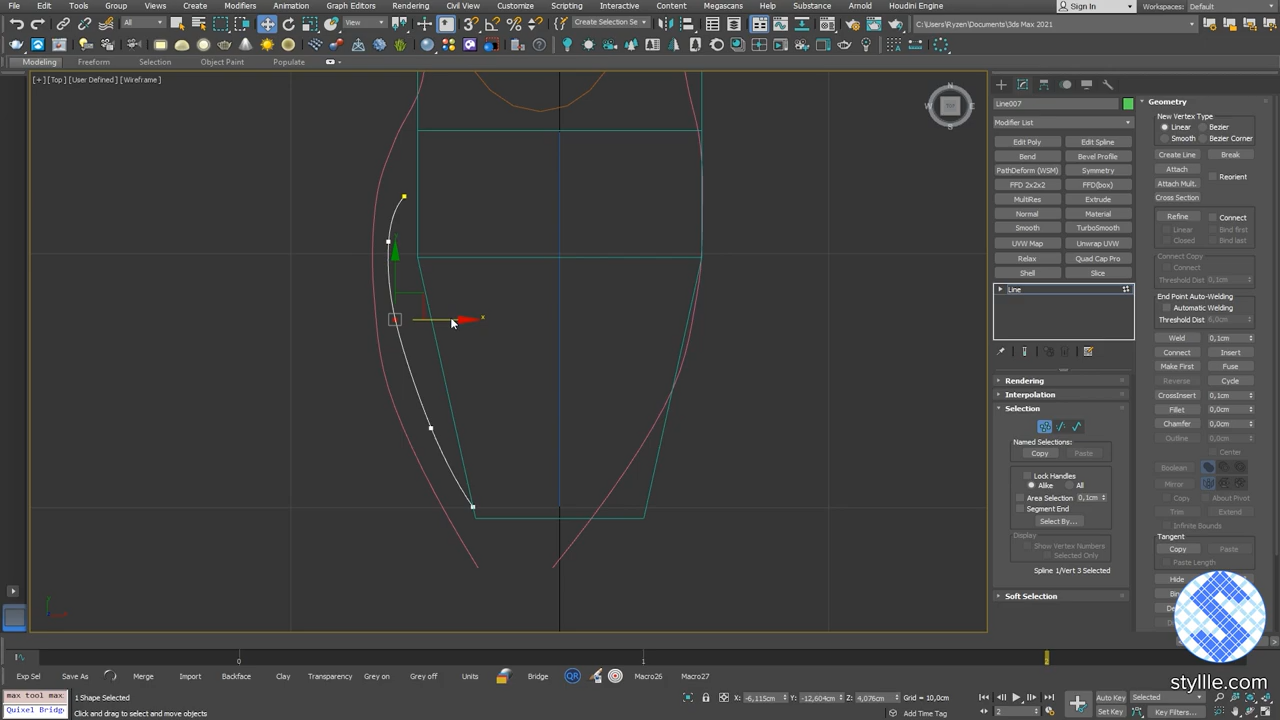 File Edit Tools Group Views Create Modifiers Animation Graph Editors Rendering Civil View Customize Scripting Interactive Content Megascans Help Substance Arnold Houdini Engine Sign In Workspaces: Default
All View Create Selection Se C:\Users\Ryzen\Documents\3ds Max 2021
Modeling Freeform Selection Object Paint Populate
[+] [Top] [User Defined] [Wireframe]
N
W E
x
Line007
Modifier List
Edit Poly Edit Spline
Bend Bevel Profile
PathDeform (WSM) Symmetry
FFD 2x2x2 FFD(box)
MultiRes Extrude
Normal Material
Smooth TurboSmooth
UVW Map Unwrap UVW
Relax Quad Cap Pro
Shell Slice
Line
Rendering
Interpolation
Selection
Named Selections:
Copy Paste
Lock Handles
Alike All
Area Selection 0,1cm
Segment End
Select By...
Display
Show Vertex Numbers
Selected Only
Spline 1/Vert 3 Selected
Soft Selection
Geometry
New Vertex Type
Linear Bezier
Smooth Bezier Corner
Create Line Break
Attach Reorient
Attach Mult.
Cross Section
Refine Connect
Linear Bind first
Closed Bind last
Connect Copy
Connect
Threshold Dist 0,1cm
End Point Auto-Welding
Automatic Welding
Threshold Dist 6,0cm
Weld 0,1cm
Connect Insert
Make First Fuse
Reverse Cycle
CrossInsert 0,1cm
Fillet 0,0cm
Chamfer 0,0cm
Outline 0,0cm
Center
Boolean
Mirror
Copy About Pivot
Trim Extend
Infinite Bounds
Tangent
Copy Paste
Paste Length
Hide
0 1
Exp Sel Save As Merge Import Backface Clay Transparency Grey on Grey off Units QR Bridge Macro26 Macro27
max tool max
Quixel Bridg
1 Shape Selected
Click and drag to select and move objects
X: -6,115cm Y: -12,604cm Z: 4,076cm Grid = 10,0cm
Add Time Tag
2
Auto Key Selected
Set Key Key Filters...
S
styllle.com